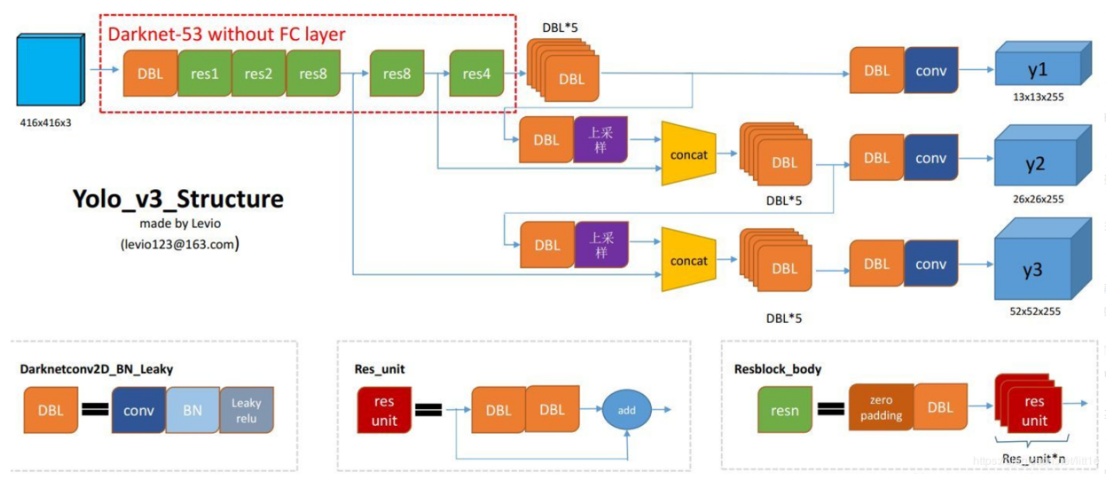 Darknet-53 without FC layer
DBL*5
DBL
res1
res2
res8
res8
res4
DBL
DBL
conv
y1
13x13x255
416x416x3
DBL
上采
样
concat
DBL
DBL*5
DBL
conv
y2
26x26x255
Yolo_v3_Structure
made by Levio
(levio123@163.com)
DBL
上采
样
concat
DBL
DBL*5
DBL
conv
y3
52x52x255
Darknetconv2D_BN_Leaky
DBL
=
conv
BN
Leaky
relu
Res_unit
res
unit
=
DBL
DBL
add
Resblock_body
resn
=
zero
padding
DBL
res
unit
Res_unit*n